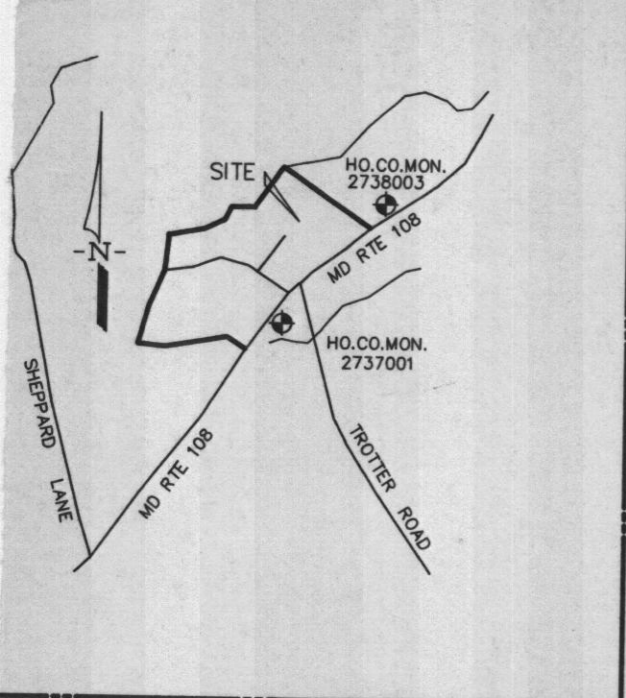 SITE
HO.CO.MON.
2738003
-N-
MD RTE 108
HO.CO.MON.
2737001
SHEPPARD LANE
MD RTE 108
TROTTER ROAD